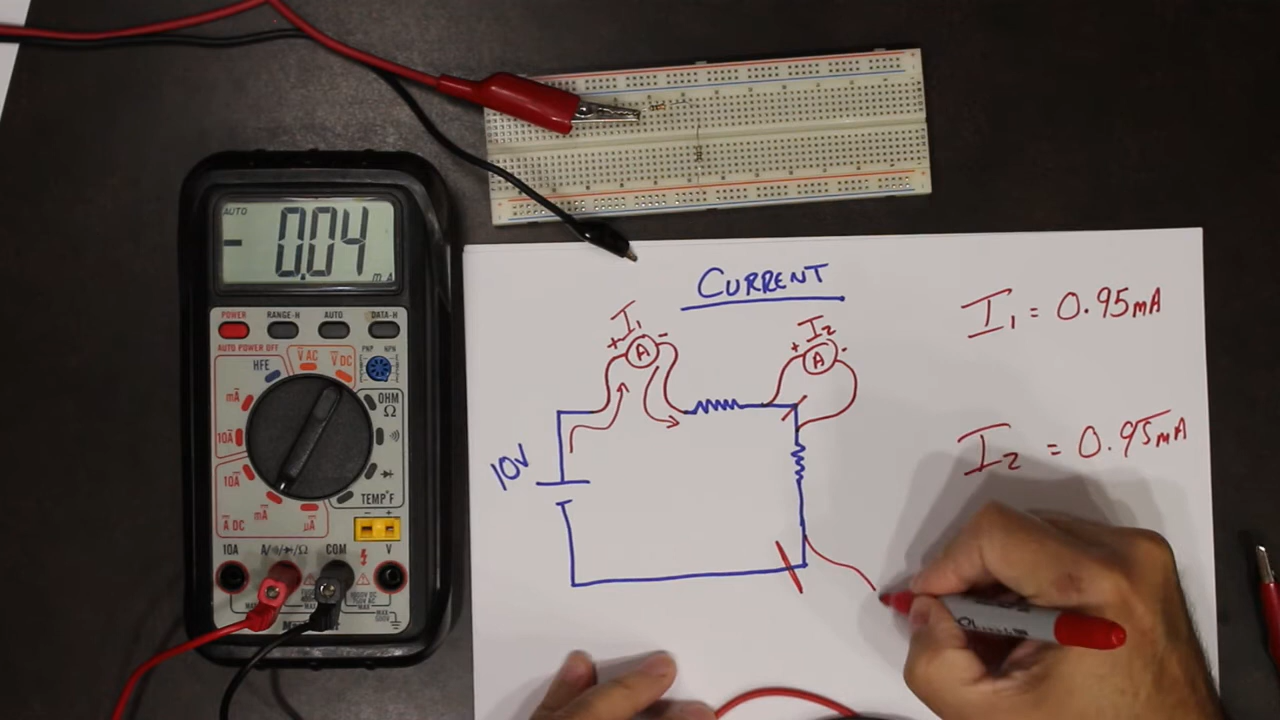 AUTO
- 0.04
mA
POWER RANGE-H AUTO DATA-H
AUTO POWER OFF
PNP NPN
HFE
V AC
V DC
mA
OHM
Ω
10A
10A
TEMP°F
A DC
mA
µA
- +
10A
COM
V
CURRENT
I1
+ A -
I2
+ A -
10V
I1 = 0.95mA
I2 = 0.95mA